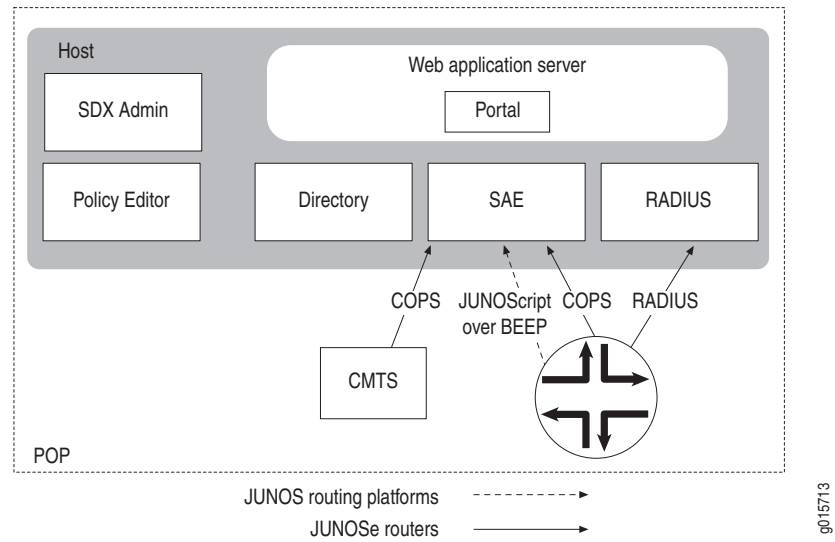 Host
Web application server
SDX Admin
Portal
Policy Editor
Directory
SAE
RADIUS
COPS
JUNOScript
over BEEP
COPS
RADIUS
CMTS
POP
JUNOS routing platforms
JUNOSe routers
g015713